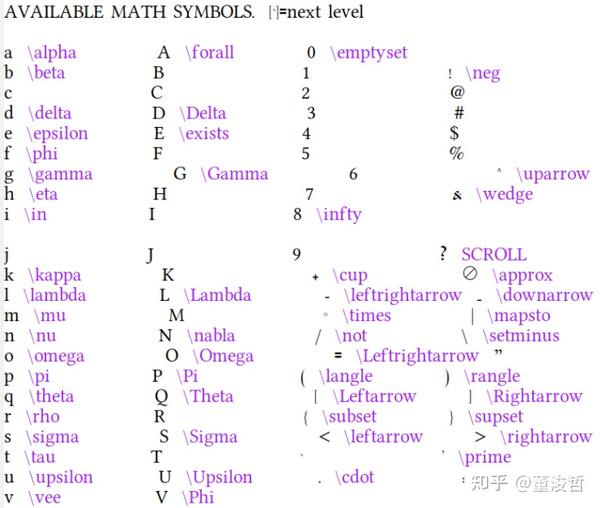 AVAILABLE MATH SYMBOLS. [`]=next level
a \alpha A \forall 0 \emptyset
b \beta B 1 ! \neg
c C 2 @
d \delta D \Delta 3 #
e \epsilon E \exists 4 $
f \phi F 5 %
g \gamma G \Gamma 6 ^ \uparrow
h \eta H 7 & \wedge
i \in I 8 \infty
j J 9 ? SCROLL
k \kappa K + \cup ∅ \approx
l \lambda L \Lambda - \leftrightarrow _ \downarrow
m \mu M ° \times | \mapsto
n \nu N \nabla / \not \ \setminus
o \omega O \Omega = \Leftrightarrow ”
p \pi P \Pi ( \langle ) \rangle
q \theta Q \Theta [ \Leftarrow ] \Rightarrow
r \rho R { \subset } \supset
s \sigma S \Sigma < \leftarrow > \rightarrow
t \tau T ` ' \prime
u \upsilon U \Upsilon . \cdot :
v \vee V \Phi
知乎 @董浚哲